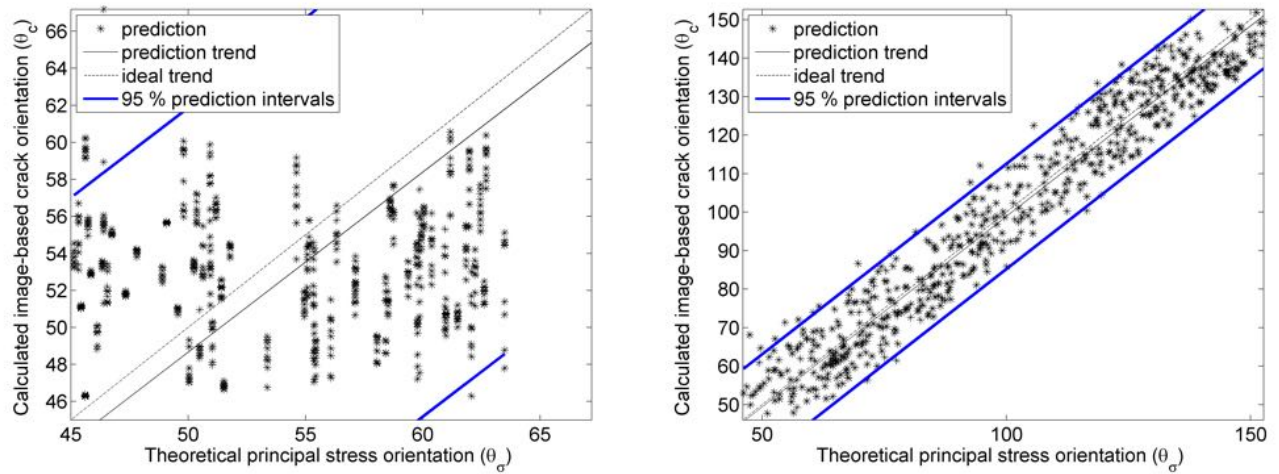 66
64
62
60
58
56
54
52
50
48
46
45 50 55 60 65
Calculated image-based crack orientation (θc)
Theoretical principal stress orientation (θσ)
prediction
prediction trend
ideal trend
95 % prediction intervals
150
140
130
120
110
100
90
80
70
60
50
50 100 150
Calculated image-based crack orientation (θc)
Theoretical principal stress orientation (θσ)
prediction
prediction trend
ideal trend
95 % prediction intervals